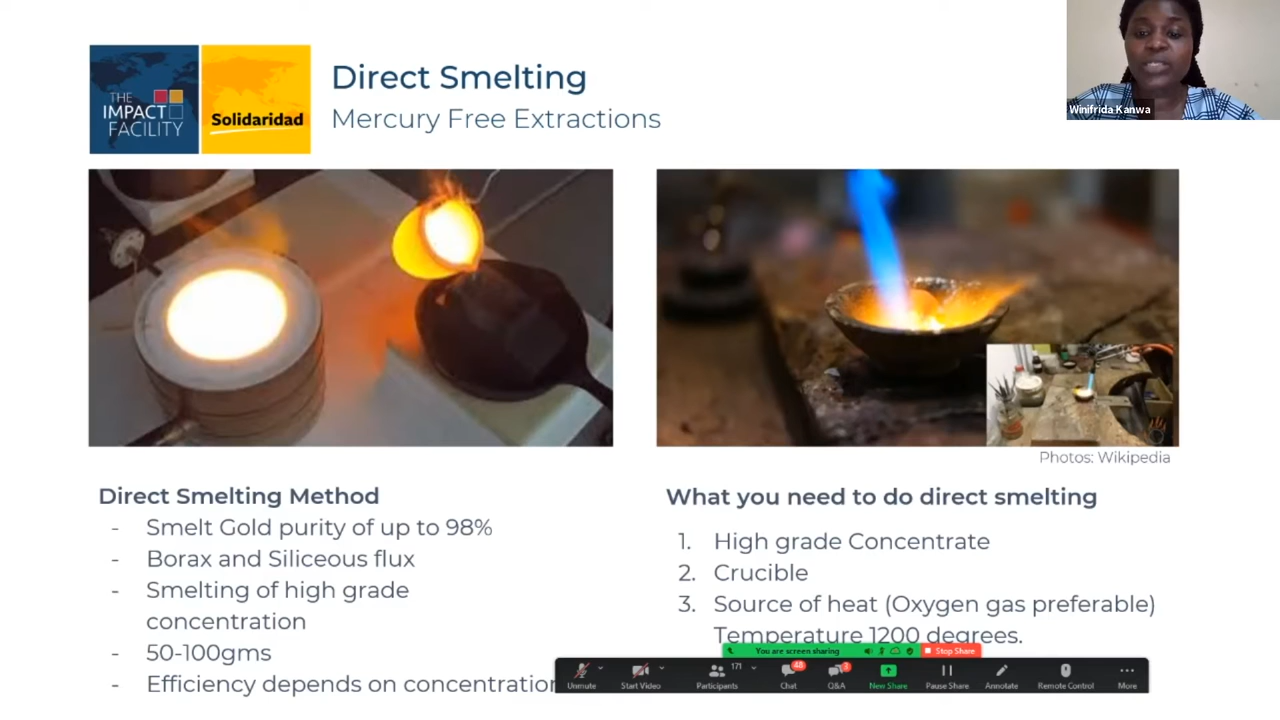 THE
IMPACT
FACILITY
Solidaridad
Direct Smelting
Mercury Free Extractions
Winifrida Kanwa
Photos: Wikipedia
Direct Smelting Method
- Smelt Gold purity of up to 98%
- Borax and Siliceous flux
- Smelting of high grade
concentration
- 50-100gms
- Efficiency depends on concentration
What you need to do direct smelting
1. High grade Concentrate
2. Crucible
3. Source of heat (Oxygen gas preferable)
Temperature 1200 degrees.
You are screen sharing
Stop Share
Unmute
Start Video
171
Participants
48
Chat
2
Q&A
New Share
Pause Share
Annotate
Remote Control
More